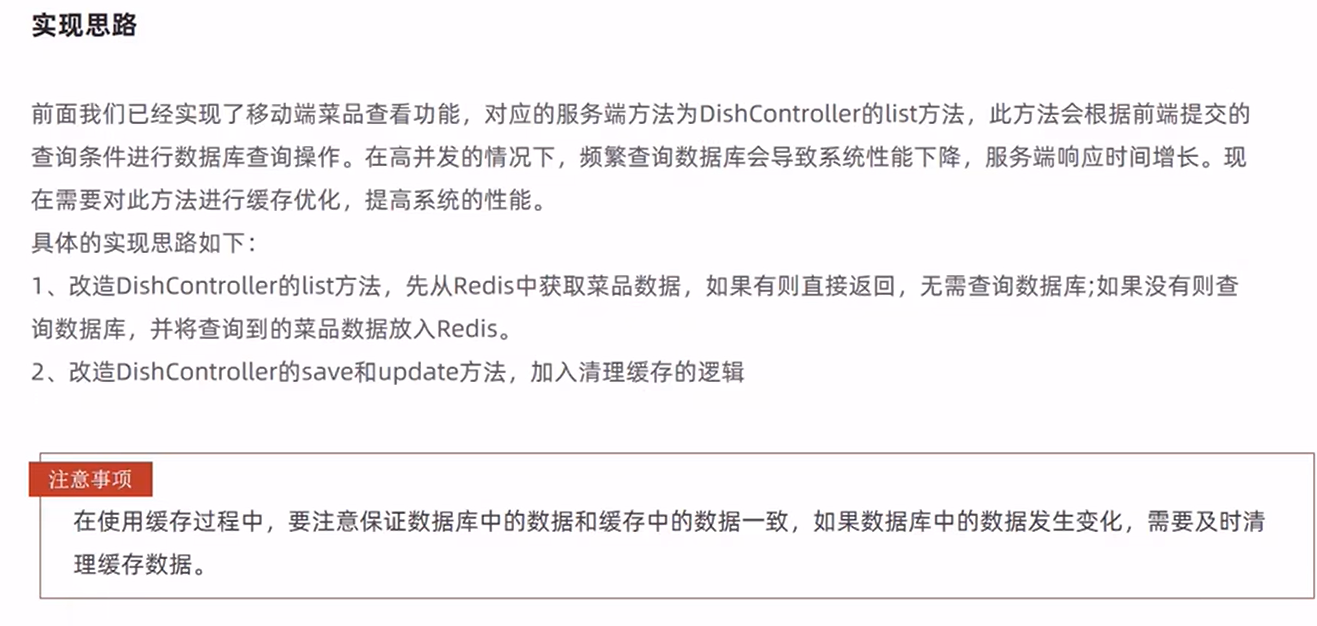 实现思路
前面我们已经实现了移动端菜品查看功能，对应的服务端方法为DishController的list方法，此方法会根据前端提交的
查询条件进行数据库查询操作。在高并发的情况下，频繁查询数据库会导致系统性能下降，服务端响应时间增长。现
在需要对此方法进行缓存优化，提高系统的性能。
具体的实现思路如下：
1、改造DishController的list方法，先从Redis中获取菜品数据，如果有则直接返回，无需查询数据库;如果没有则查
询数据库，并将查询到的菜品数据放入Redis。
2、改造DishController的save和update方法，加入清理缓存的逻辑
注意事项
在使用缓存过程中，要注意保证数据库中的数据和缓存中的数据一致，如果数据库中的数据发生变化，需要及时清
理缓存数据。